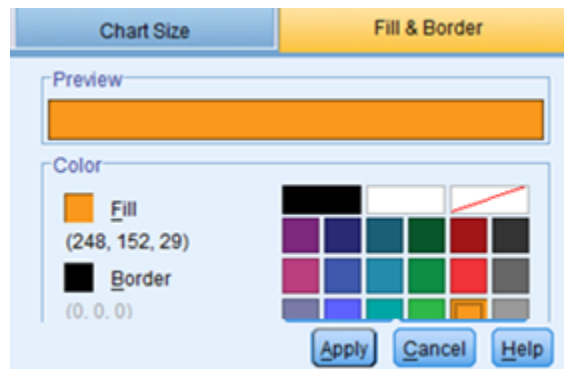 Chart Size Fill & Border
Preview
Color
Fill
(248, 152, 29)
Border
(0, 0, 0)
Apply Cancel Help